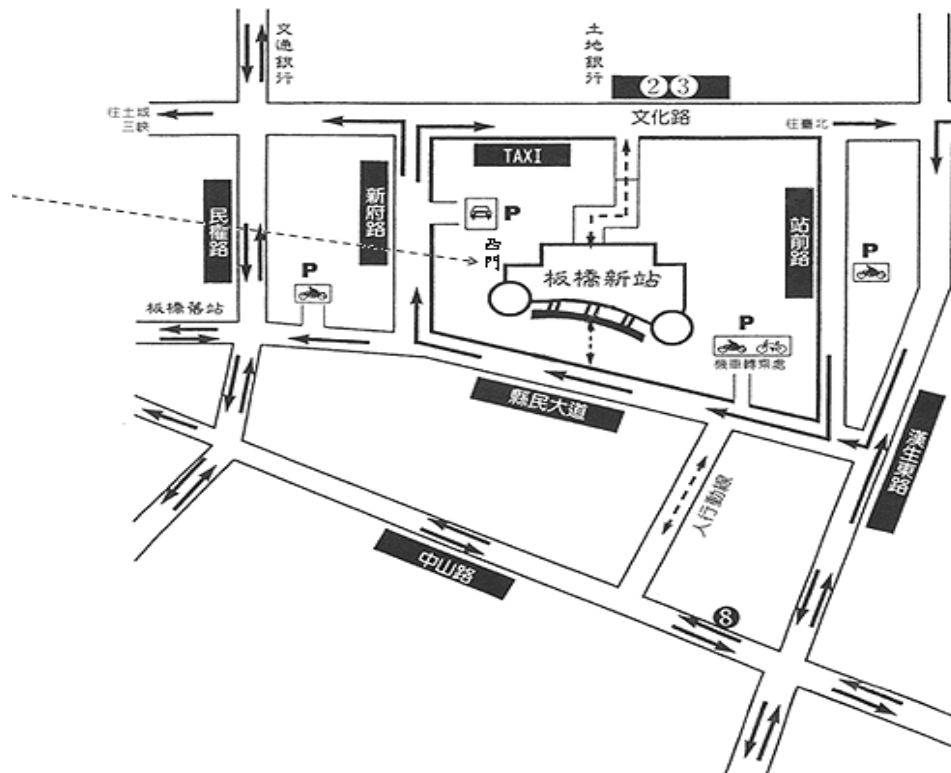 交通銀行
土地銀行
2 3
往土城
三峽
文化路
往臺北
TAXI
民權路
新府路
P
西門
站前路
P
板橋新站
P
板橋舊站
P
機車轉乘處
縣民大道
漢生東路
人行動線
中山路
8